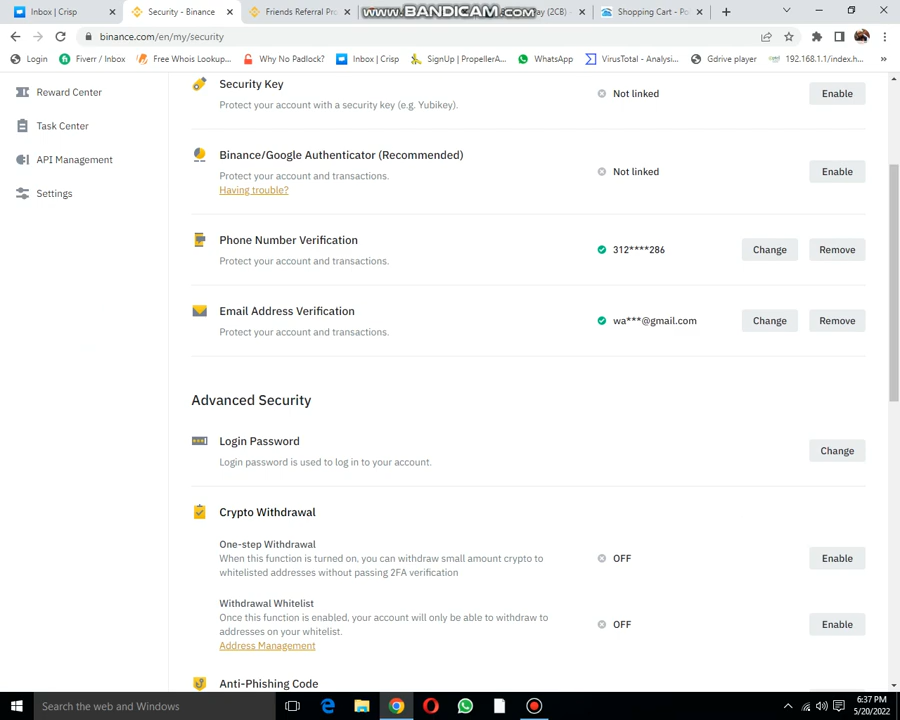 Inbox | Crisp
Security - Binance
Friends Referral Pro
www.BANDICAM.com
ay (2CB)
Shopping Cart - Po
binance.com/en/my/security
Login
Fiverr / Inbox
Free Whois Lookup...
Why No Padlock?
Inbox | Crisp
SignUp | PropellerA...
WhatsApp
VirusTotal - Analysi...
Gdrive player
192.168.1.1/index.h...
Reward Center
Task Center
API Management
Settings
Security Key
Protect your account with a security key (e.g. Yubikey).
Not linked
Enable
Binance/Google Authenticator (Recommended)
Protect your account and transactions.
Having trouble?
Not linked
Enable
Phone Number Verification
Protect your account and transactions.
312****286
Change
Remove
Email Address Verification
Protect your account and transactions.
wa***@gmail.com
Change
Remove
Advanced Security
Login Password
Login password is used to log in to your account.
Change
Crypto Withdrawal
One-step Withdrawal
When this function is turned on, you can withdraw small amount crypto to
whitelisted addresses without passing 2FA verification
OFF
Enable
Withdrawal Whitelist
Once this function is enabled, your account will only be able to withdraw to
addresses on your whitelist.
Address Management
OFF
Enable
Anti-Phishing Code
Search the web and Windows
6:37 PM
5/20/2022